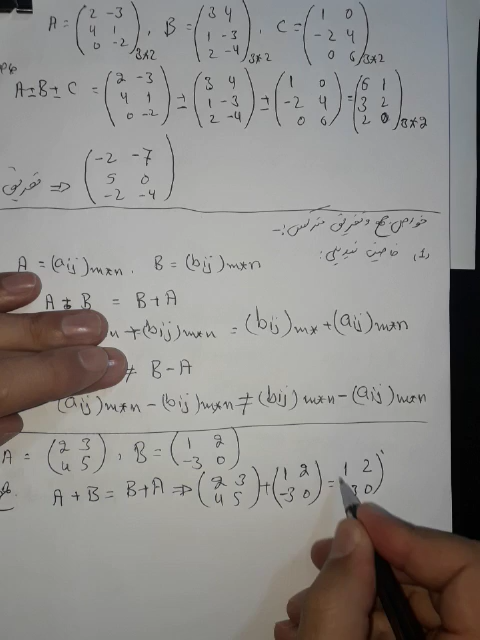 A = (2 -3 4 1 0 -2)3*2 , B = (3 4 1 -3 2 -4)3*2 , C = (1 0 -2 4 0 6)3*2
A±B±C = (2 -3 4 1 0 -2) ± (3 4 1 -3 2 -4) ± (1 0 -2 4 0 6) = (6 1 3 2 2 0)3*2
تفریق ⇒ (-2 -7 5 0 -2 -4)
خواص جمع و تفریق مترکس:-
(1, خاصیت تبدیلی:
A = (aij)m*n . B = (bij)m*n
A ± B = B+A
n +(bij)m*n = (bij)m* +(aij)m*n
≠ B-A
(aij)m*n - (bij)m*n ≠ (bij)m*n - (aij)m*n
A = (2 3 4 5) , B = (1 2 -3 0)
A+B = B+A ⇒ (2 3 4 5) + (1 2 -3 0) = 1 2 3 0)